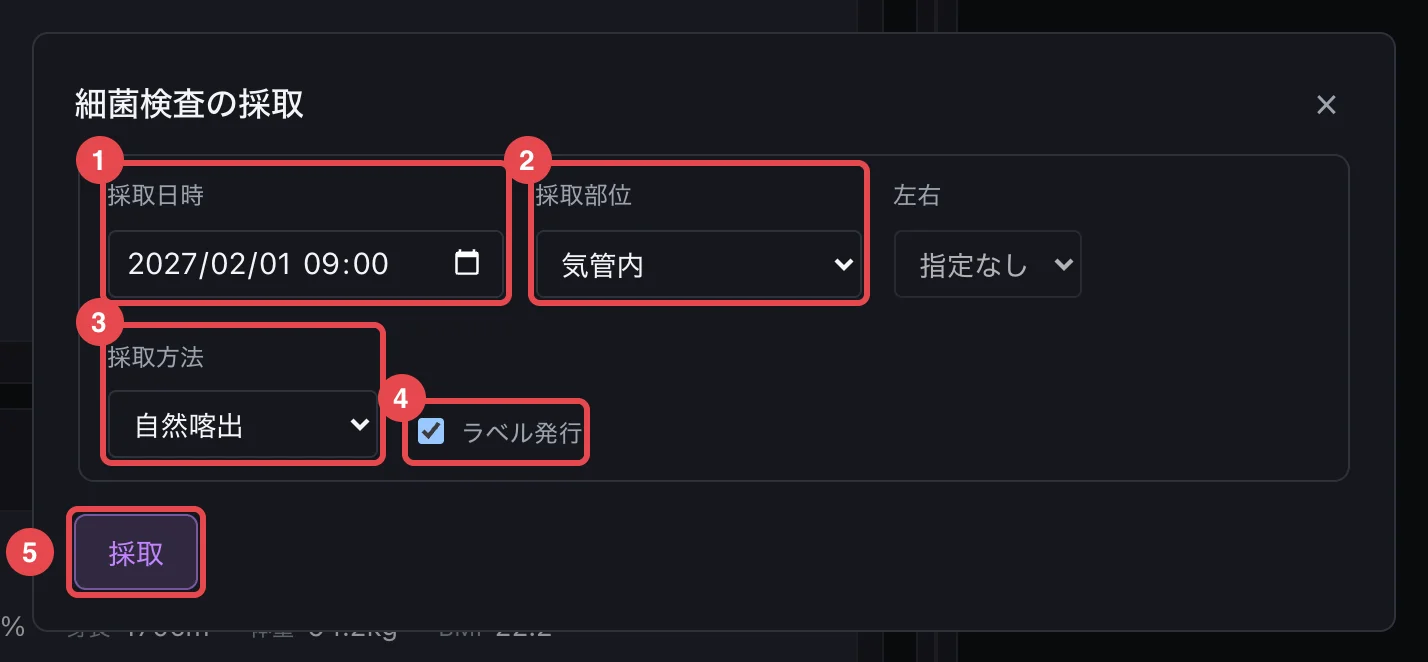 細菌検査の採取
×
1
2
採取日時
採取部位
左右
2027/02/01 09:00
気管内
指定なし
3
採取方法
4
自然喀出
ラベル発行
5
採取
%